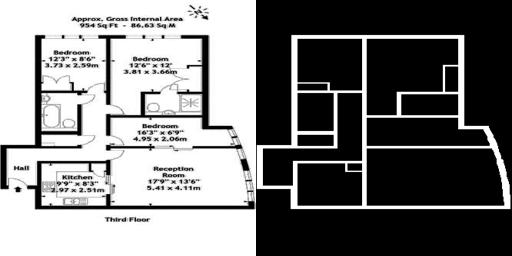 Approx. Gross Internal Area
954 Sq Ft - 86.63 Sq M
Bedroom
12'3" x 8'6"
3.73 x 2.59m
Bedroom
12'6" x 12'
3.81 x 3.66m
Bedroom
16'3" x 6'9"
4.95 x 2.06m
Hall
Kitchen
9'9" x 8'3"
2.97 x 2.51m
Reception
Room
17'9" x 13'6"
5.41 x 4.11m
Third Floor